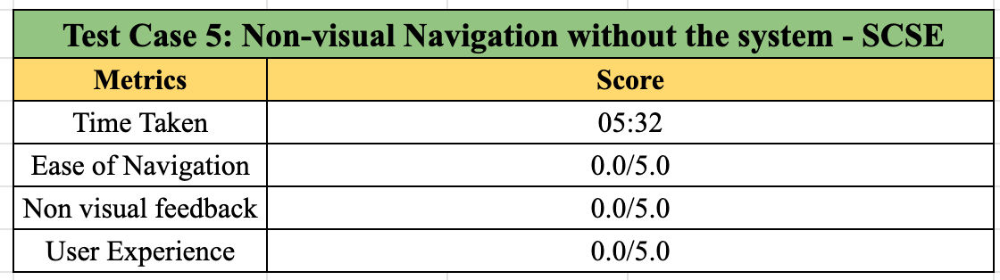 Test Case 5: Non-visual Navigation without the system - SCSE
Metrics Score
Time Taken 05:32
Ease of Navigation 0.0/5.0
Non visual feedback 0.0/5.0
User Experience 0.0/5.0